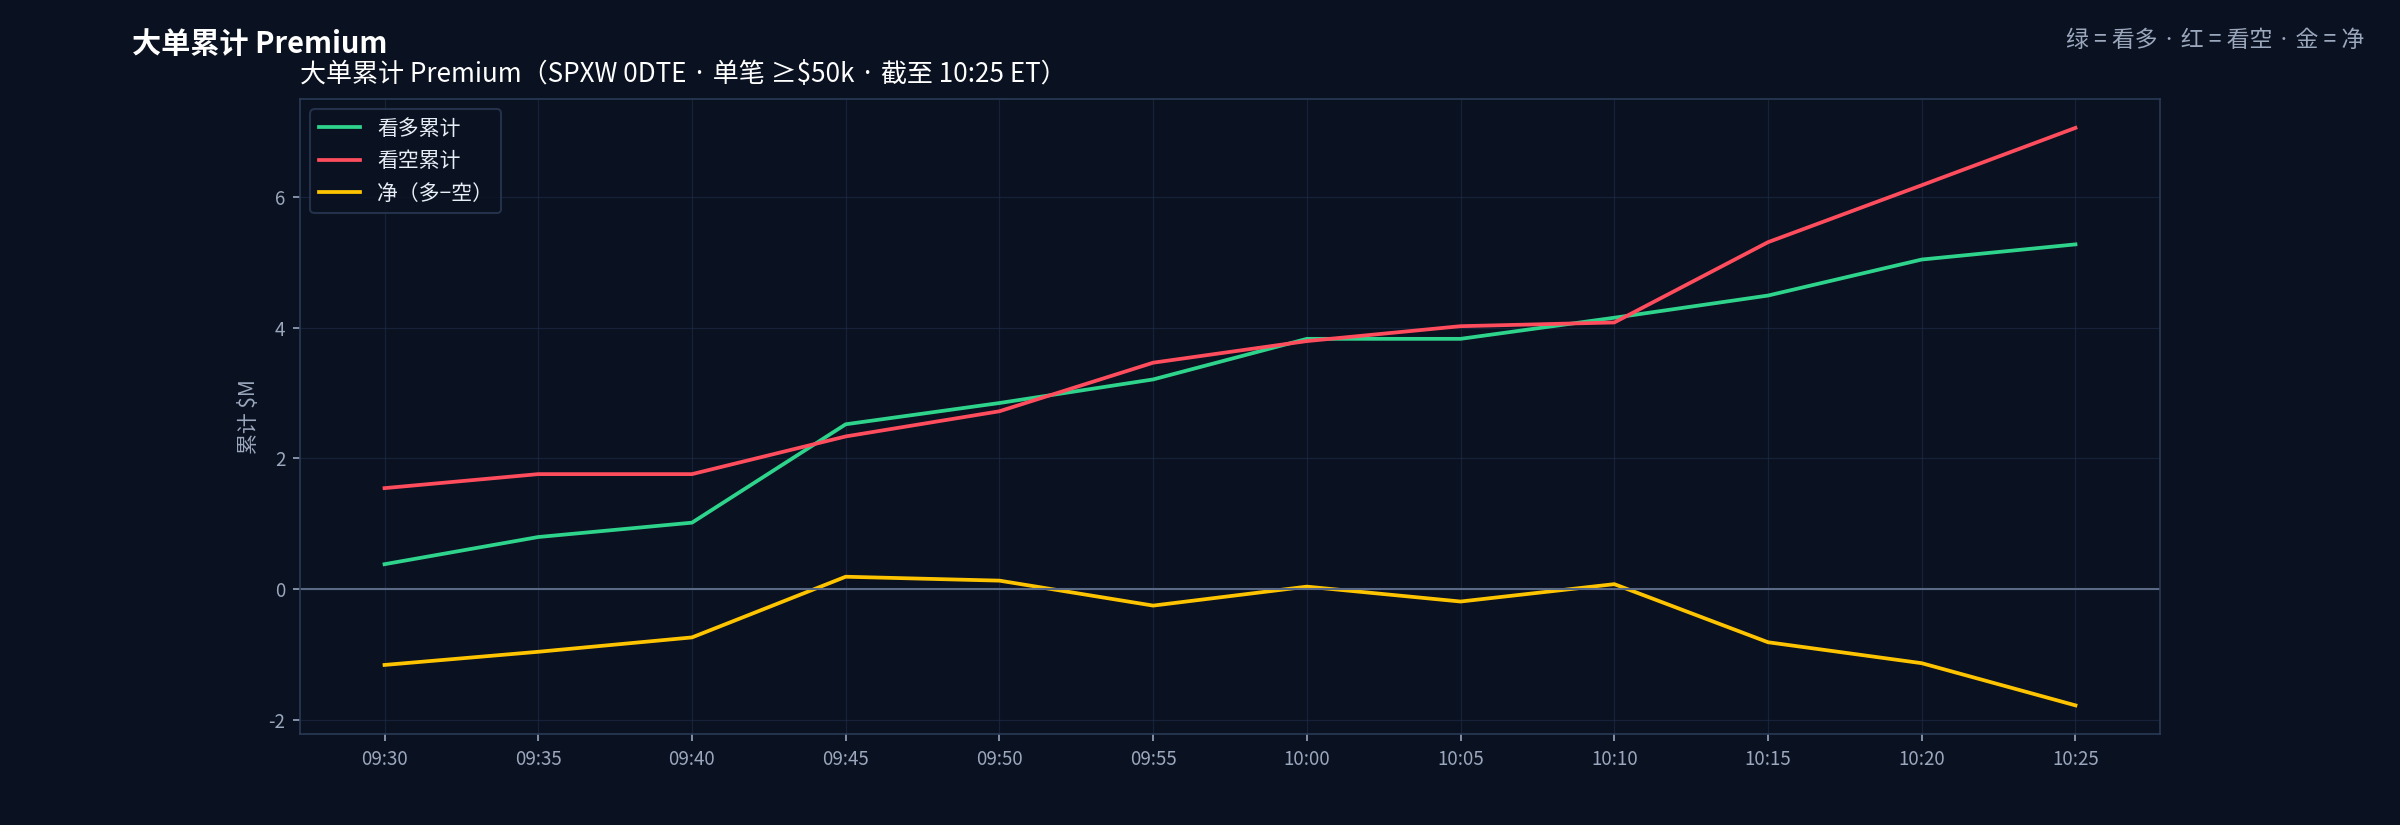 大单累计 Premium
绿 = 看多 · 红 = 看空 · 金 = 净
大单累计 Premium（SPXW 0DTE · 单笔 ≥$50k · 截至 10:25 ET）
看多累计
看空累计
净（多−空）
累计 $M
6
4
2
0
-2
09:30 09:35 09:40 09:45 09:50 09:55 10:00 10:05 10:10 10:15 10:20 10:25